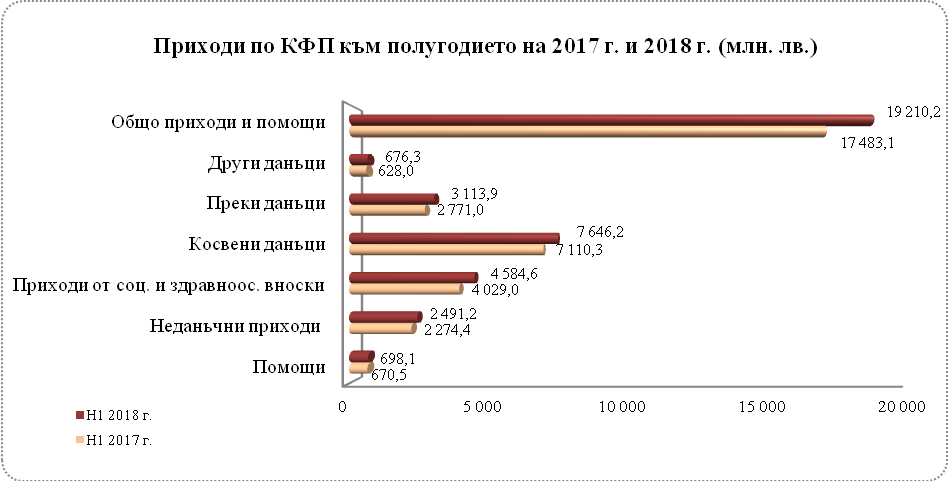 Приходи по КФП към полугодието на 2017 г. и 2018 г. (млн. лв.)
Общо приходи и помощи
19 210,2
17 483,1
Други данъци
676,3
628,0
Преки данъци
3 113,9
2 771,0
Косвени данъци
7 646,2
7 110,3
Приходи от соц. и здравноос. вноски
4 584,6
4 029,0
Неданъчни приходи
2 491,2
2 274,4
Помощи
698,1
670,5
0 5 000 10 000 15 000 20 000
H1 2018 г.
H1 2017 г.